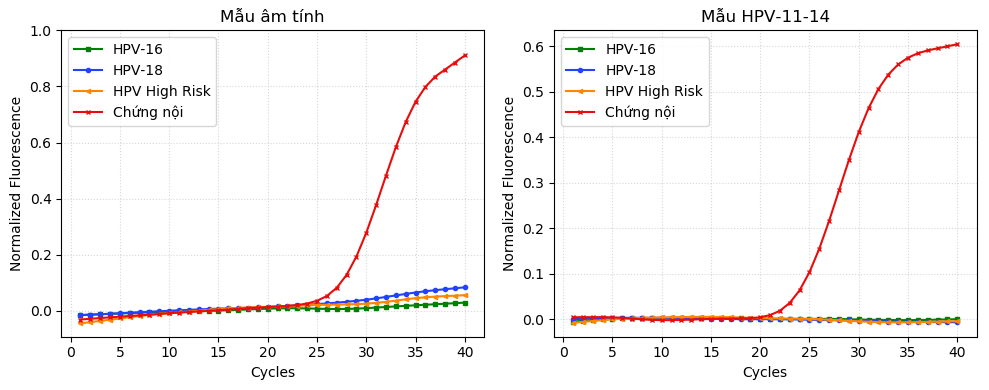 Mẫu âm tính
Normalized Fluorescence
1.0
0.8
0.6
0.4
0.2
0.0
HPV-16
HPV-18
HPV High Risk
Chứng nội
0 5 10 15 20 25 30 35 40
Cycles
Mẫu HPV-11-14
Normalized Fluorescence
0.6
0.5
0.4
0.3
0.2
0.1
0.0
HPV-16
HPV-18
HPV High Risk
Chứng nội
0 5 10 15 20 25 30 35 40
Cycles